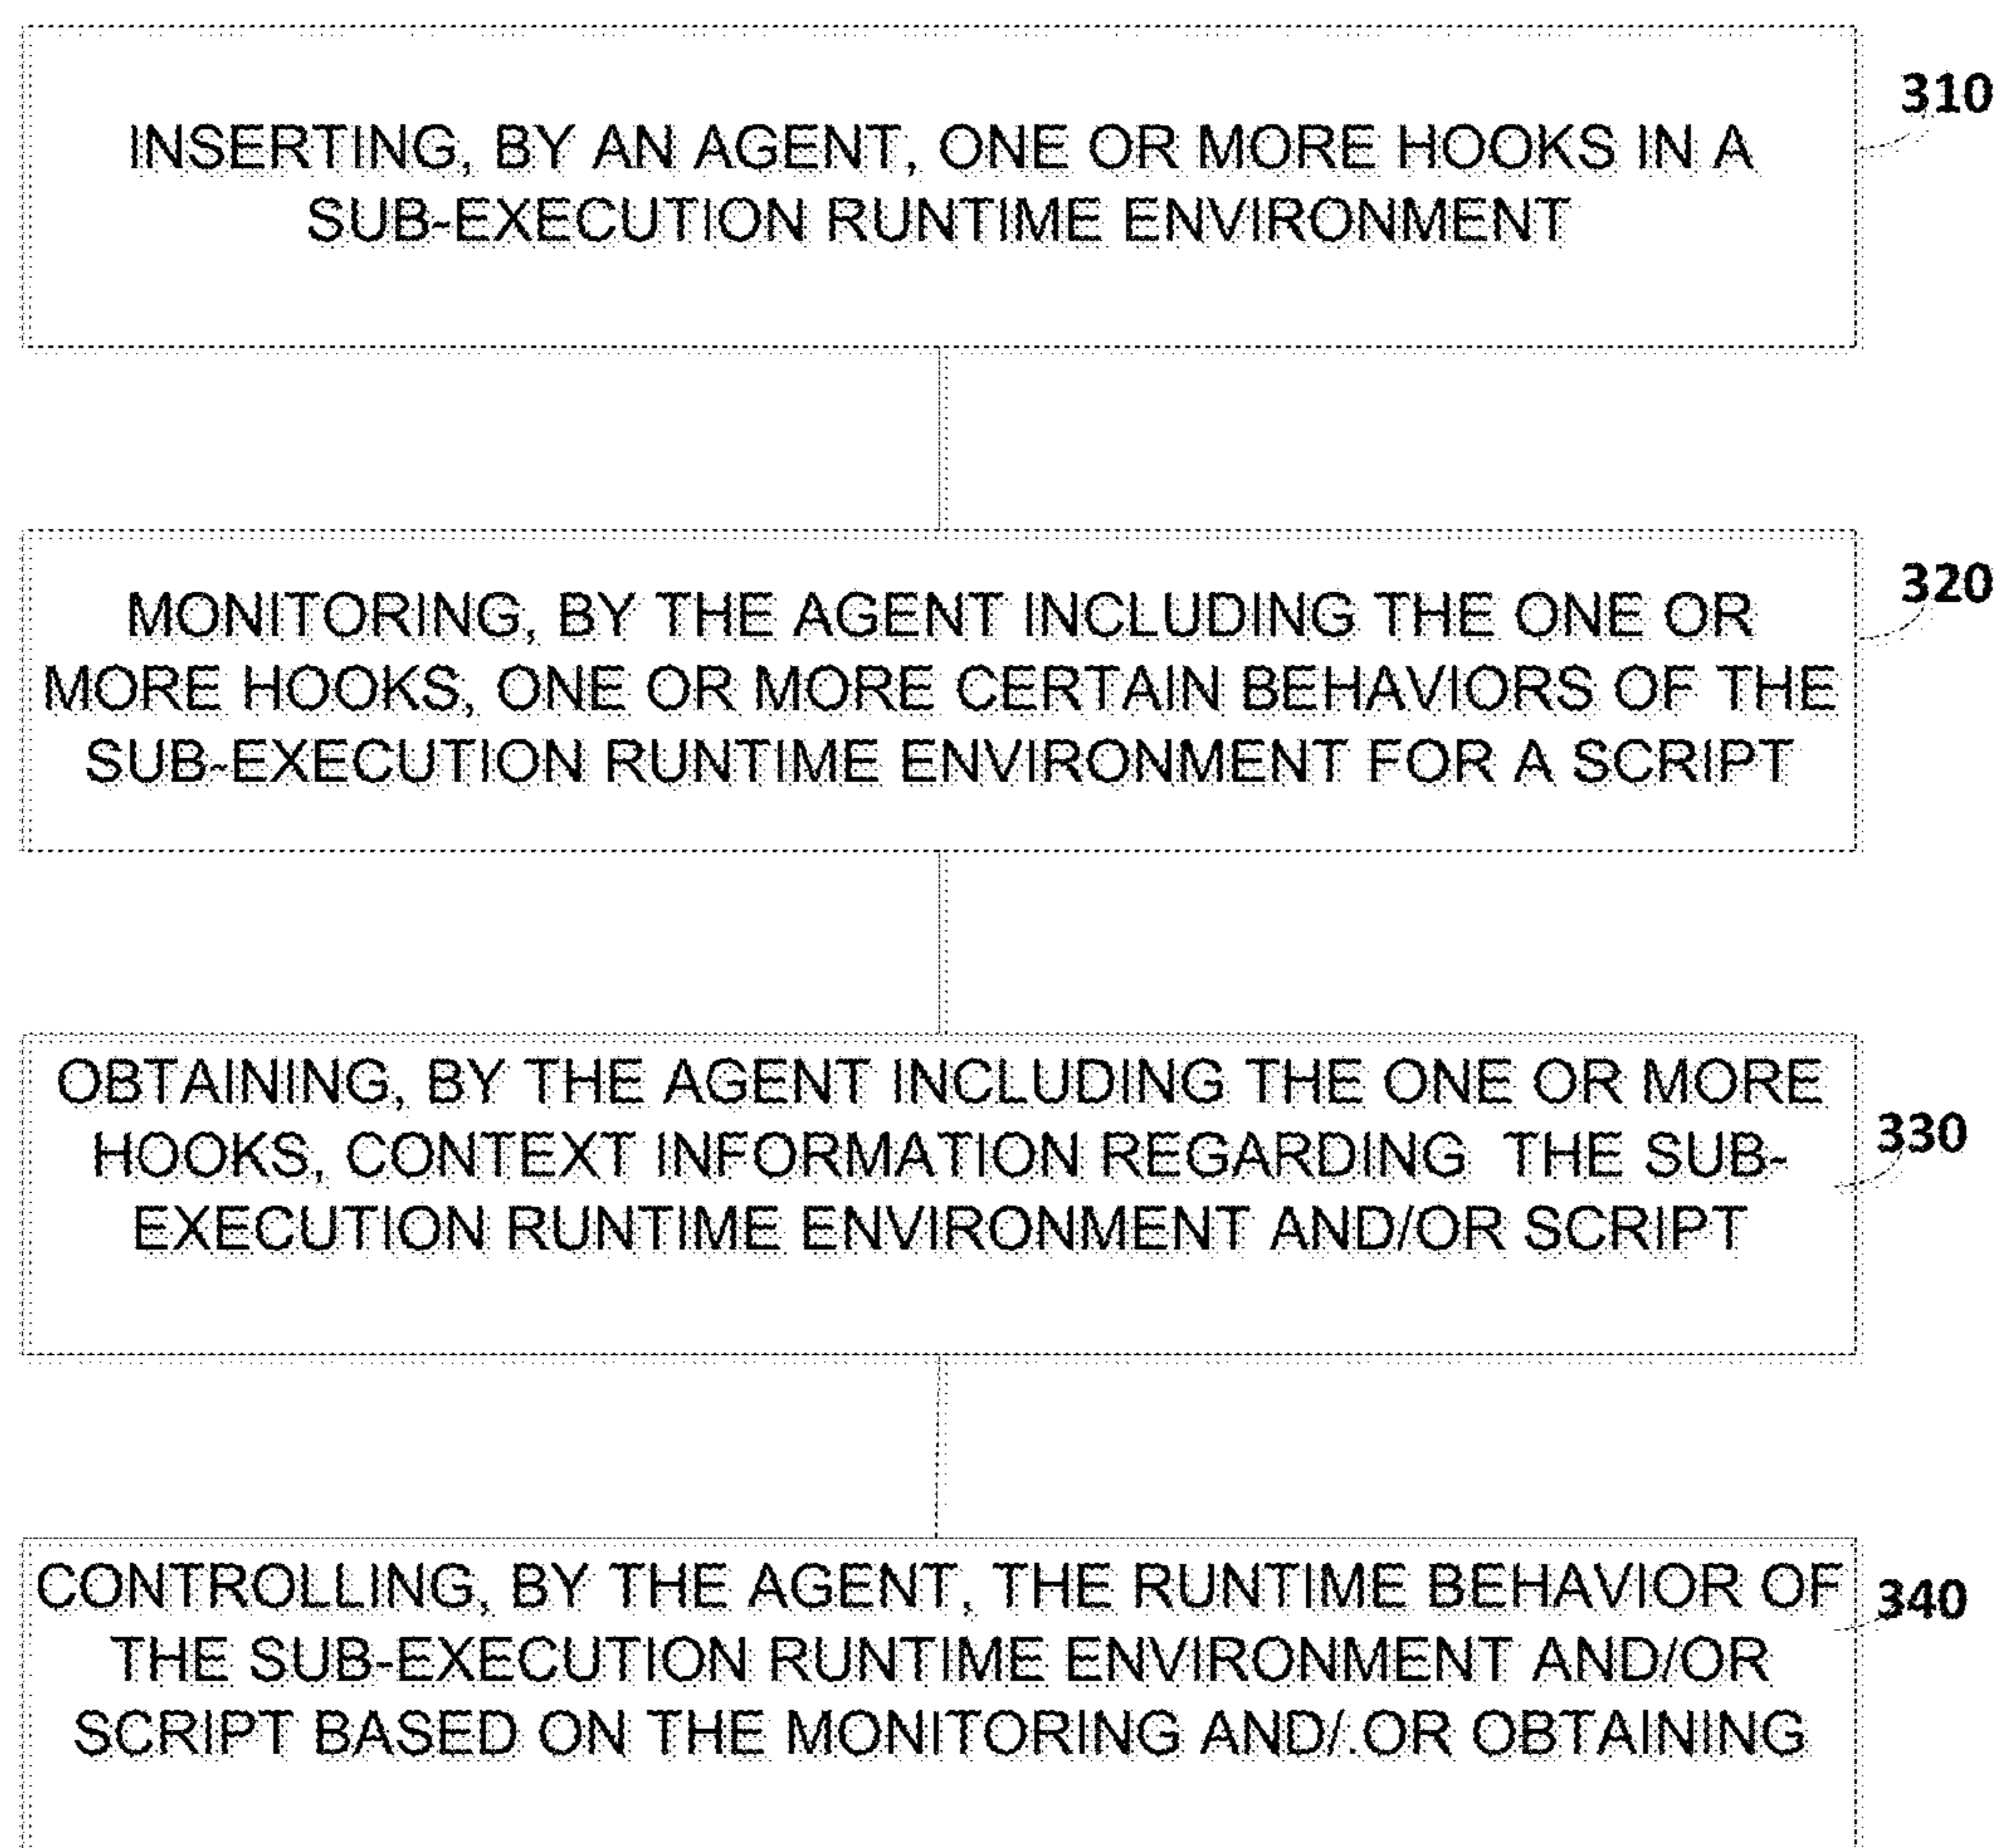 310
INSERTING, BY AN AGENT, ONE OR MORE HOOKS IN A
SUB-EXECUTION RUNTIME ENVIRONMENT
320
MONITORING, BY THE AGENT INCLUDING THE ONE OR
MORE HOOKS, ONE OR MORE CERTAIN BEHAVIORS OF THE
SUB-EXECUTION RUNTIME ENVIRONMENT FOR A SCRIPT
OBTAINING, BY THE AGENT INCLUDING THE ONE OR MORE
330
HOOKS, CONTEXT INFORMATION REGARDING THE SUB-
EXECUTION RUNTIME ENVIRONMENT AND/OR SCRIPT
CONTROLLING, BY THE AGENT, THE RUNTIME BEHAVIOR OF
340
THE SUB-EXECUTION RUNTIME ENVIRONMENT AND/OR
SCRIPT BASED ON THE MONITORING AND/.OR OBTAINING